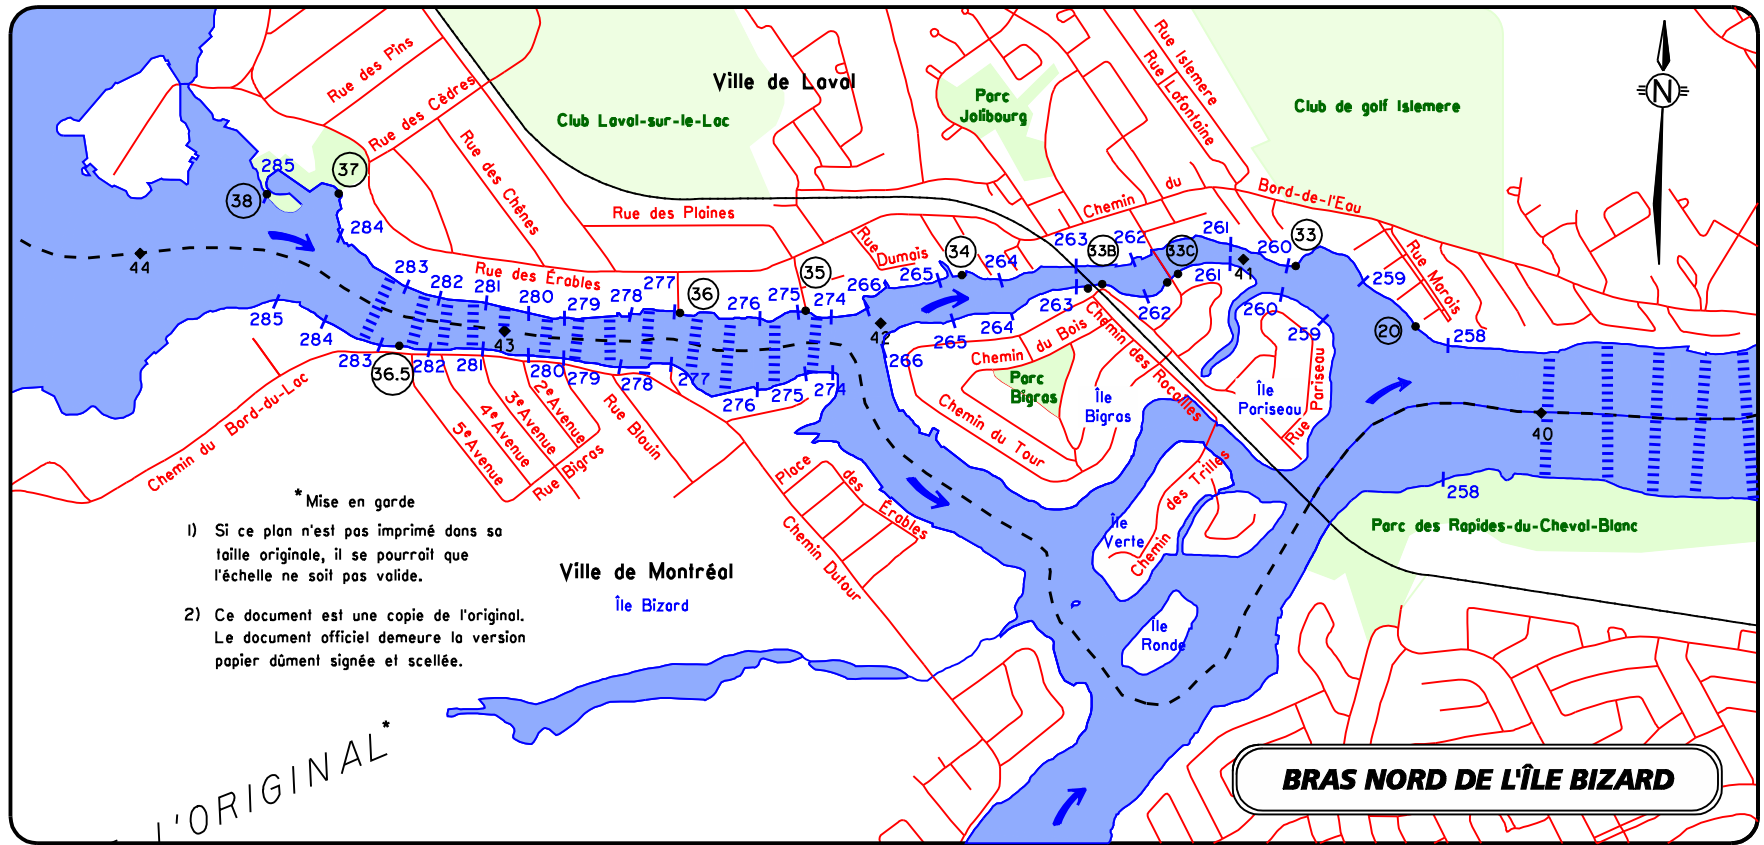 Ville de Laval
Club Laval-sur-le-Lac
Parc
Jolibourg
Club de golf Islemere
N
Rue Islemere
Rue Lafontaine
Rue des Pins
Rue des Cèdres
Rue des Chênes
Rue des Plaines
Rue des Érables
Rue
Dumais
Chemin
du
Bord-de-l'Eau
Rue Marois
285
38
37
284
44
283
282
281
280
279
278
277
36
276
275
35
274
266
265
34
264
263
33B
262
33C
261
41
260
33
259
20
258
285
284
283
36.5
282
281
43
280
279
278
277
276
275
274
42
266
265
264
263
262
261
260
259
Chemin du Bois
Chemin des Rocailles
Parc
Bigras
Île
Bigras
Chemin du Tour
Île
Pariseau
Rue Pariseau
40
258
Parc des Rapides-du-Cheval-Blanc
Chemin du Bord-du-Lac
5e Avenue
4e Avenue
3e Avenue
2e Avenue
Rue Bigras
Rue Blouin
Place
des
Érables
Chemin Dutour
Île
Verte
Chemin
des Trilles
Île
Ronde
*Mise en garde
1) Si ce plan n'est pas imprimé dans sa
taille originale, il se pourrait que
l'échelle ne soit pas valide.
2) Ce document est une copie de l'original.
Le document officiel demeure la version
papier dûment signée et scellée.
Ville de Montréal
Île Bizard
L'ORIGINAL*
BRAS NORD DE L'ÎLE BIZARD